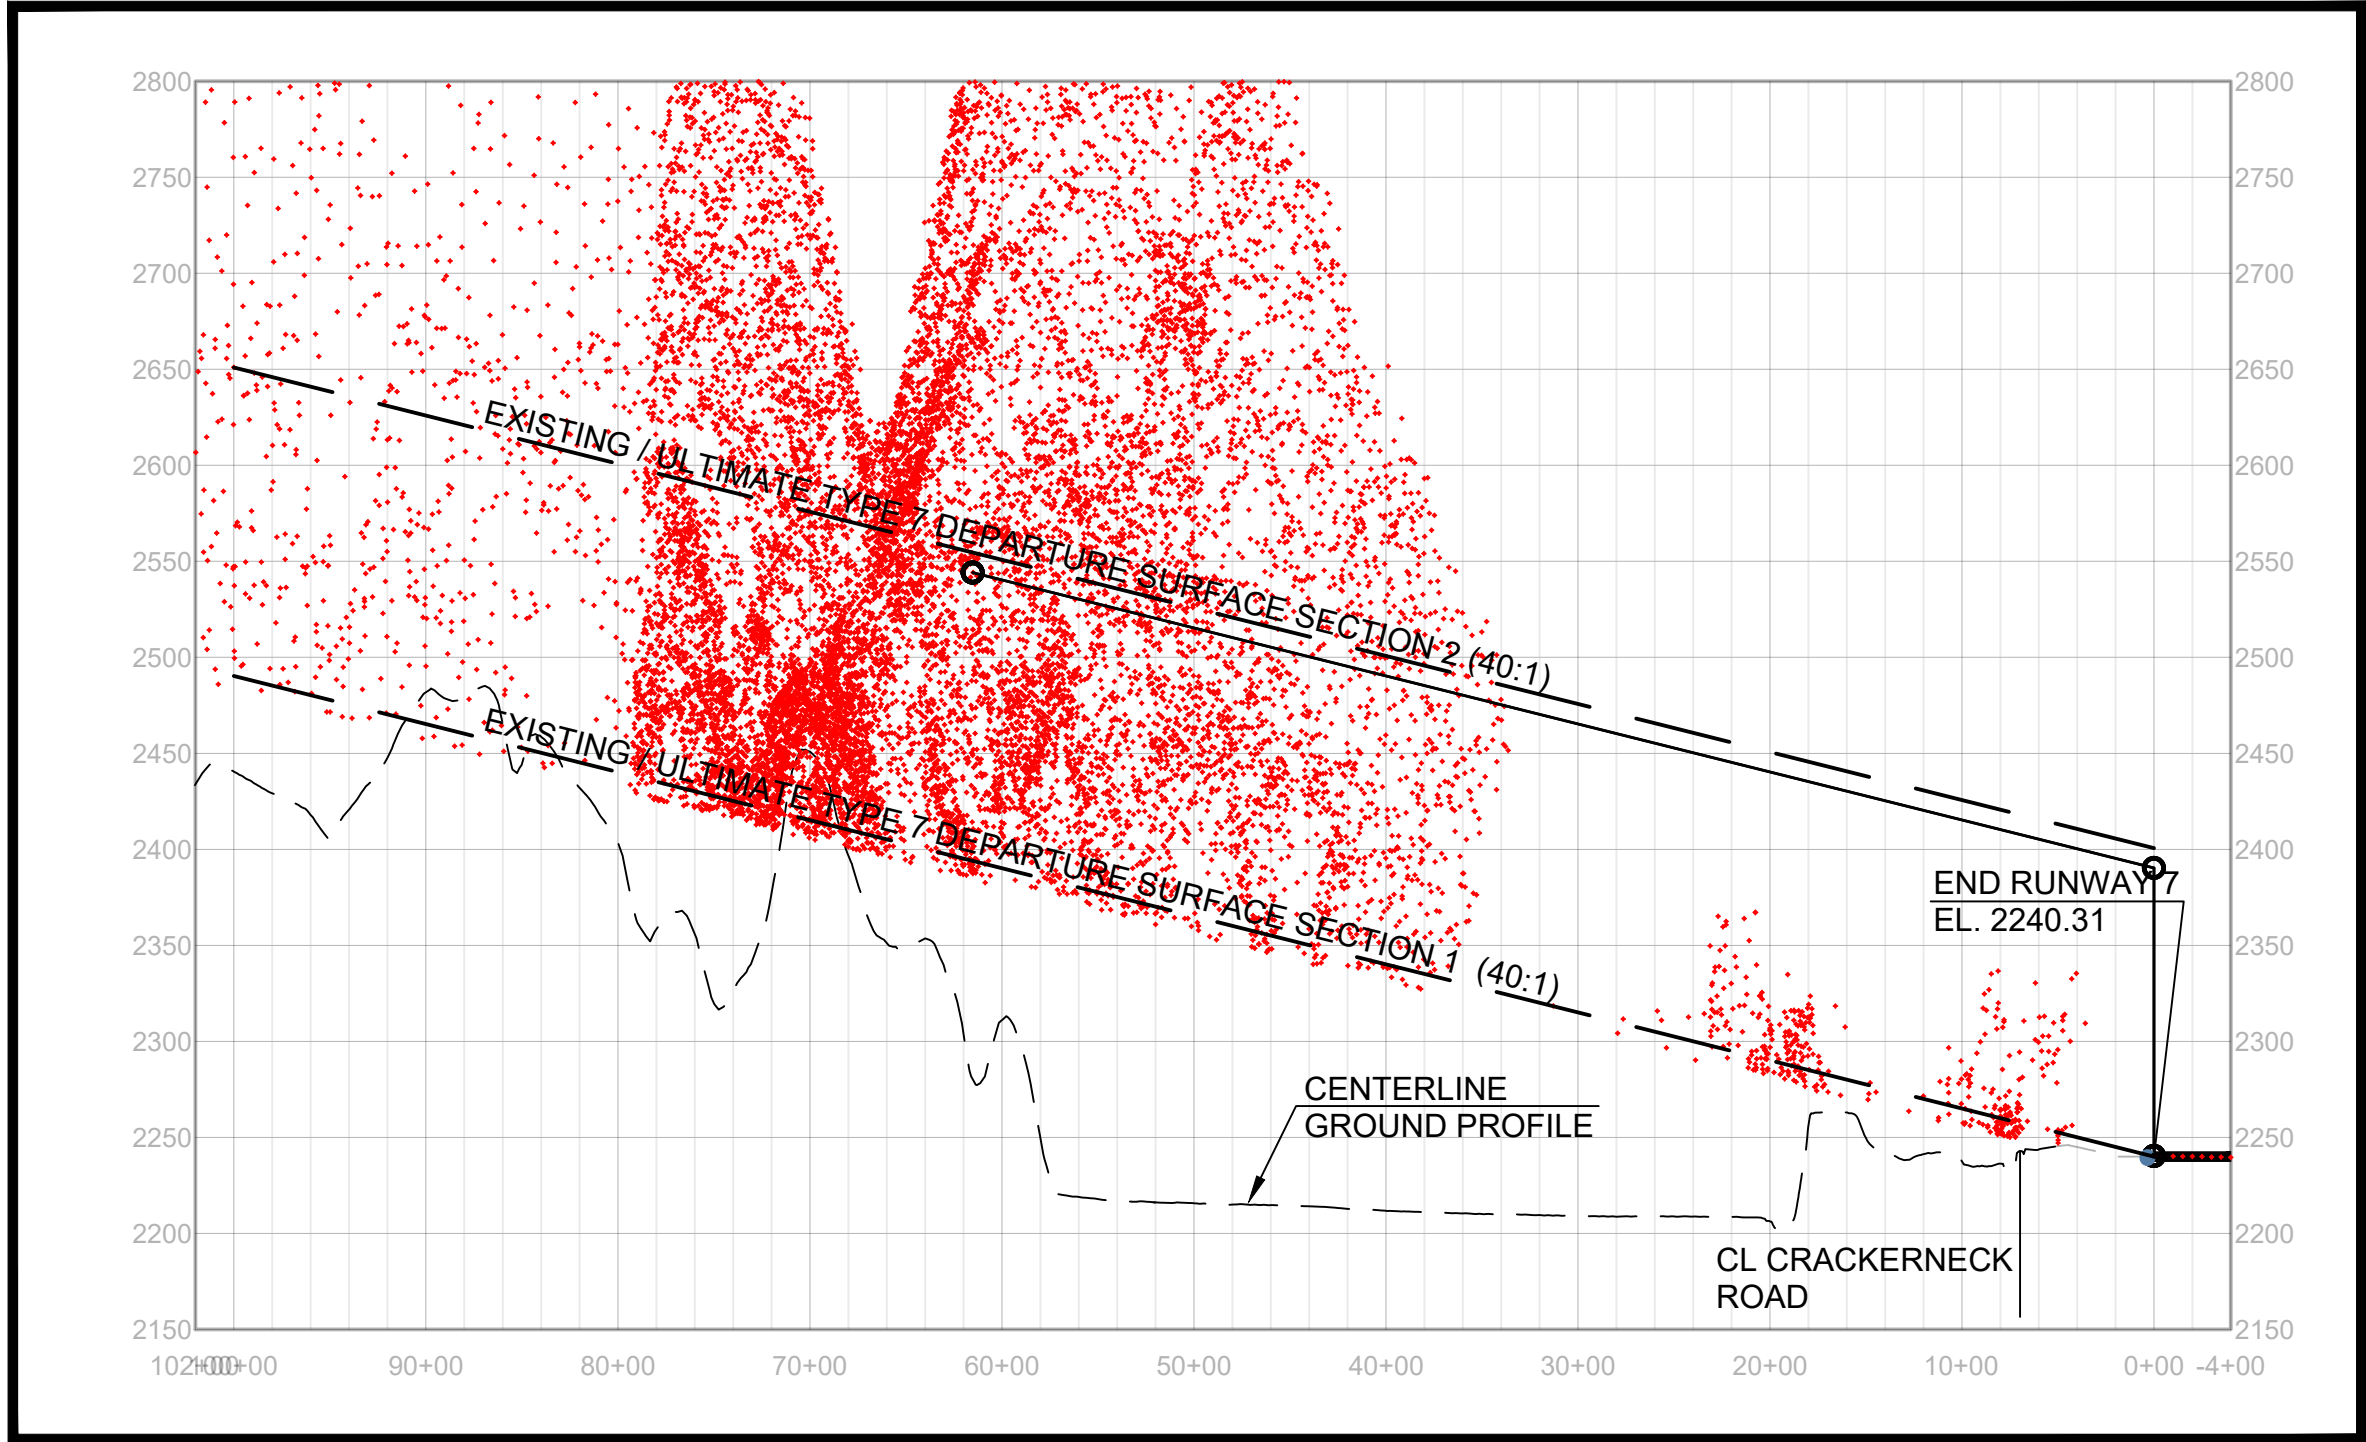 2800 2800
2750 2750
2700 2700
2650 2650
EXISTING / ULTIMATE TYPE 7 DEPARTURE SURFACE SECTION 2 (40:1)
2600 2600
2550 2550
2500 2500
EXISTING / ULTIMATE TYPE 7 DEPARTURE SURFACE SECTION 1 (40:1)
2450 2450
2400 2400
END RUNWAY 7
EL. 2240.31
2350 2350
2300 2300
CENTERLINE
GROUND PROFILE
2250 2250
2200 2200
CL CRACKERNECK
ROAD
2150 2150
102+00 100+00 90+00 80+00 70+00 60+00 50+00 40+00 30+00 20+00 10+00 0+00 -4+00